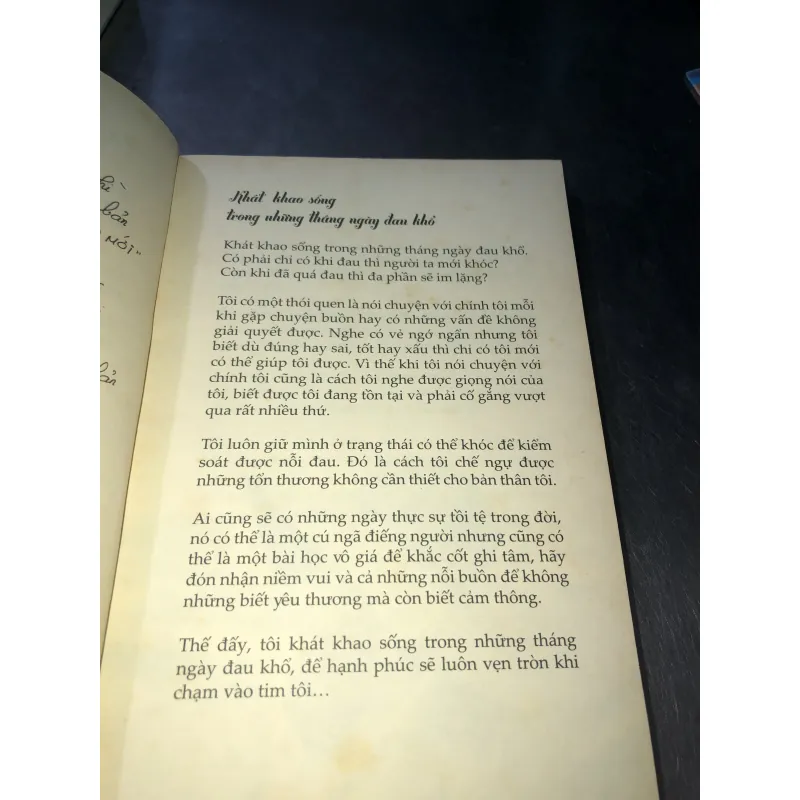 bản
mới"
bản
Khát khao sống
trong những tháng ngày đau khổ
Khát khao sống trong những tháng ngày đau khổ.
Có phải chỉ có khi đau thì người ta mới khóc?
Còn khi đã quá đau thì đa phần sẽ im lặng?
Tôi có một thói quen là nói chuyện với chính tôi mỗi
khi gặp chuyện buồn hay có những vấn đề không
giải quyết được. Nghe có vẻ ngớ ngẩn nhưng tôi
biết dù đúng hay sai, tốt hay xấu thì chỉ có tôi mới
có thể giúp tôi được. Vì thế khi tôi nói chuyện với
chính tôi cũng là cách tôi nghe được giọng nói của
tôi, biết được tôi đang tồn tại và phải cố gắng vượt
qua rất nhiều thứ.
Tôi luôn giữ mình ở trạng thái có thể khóc để kiểm
soát được nỗi đau. Đó là cách tôi chế ngự được
những tổn thương không cần thiết cho bản thân tôi.
Ai cũng sẽ có những ngày thực sự tồi tệ trong đời,
nó có thể là một cú ngã điếng người nhưng cũng có
thể là một bài học vô giá để khắc cốt ghi tâm, hãy
đón nhận niềm vui và cả những nỗi buồn để không
những biết yêu thương mà còn biết cảm thông.
Thế đấy, tôi khát khao sống trong những tháng
ngày đau khổ, để hạnh phúc sẽ luôn vẹn tròn khi
chạm vào tim tôi...